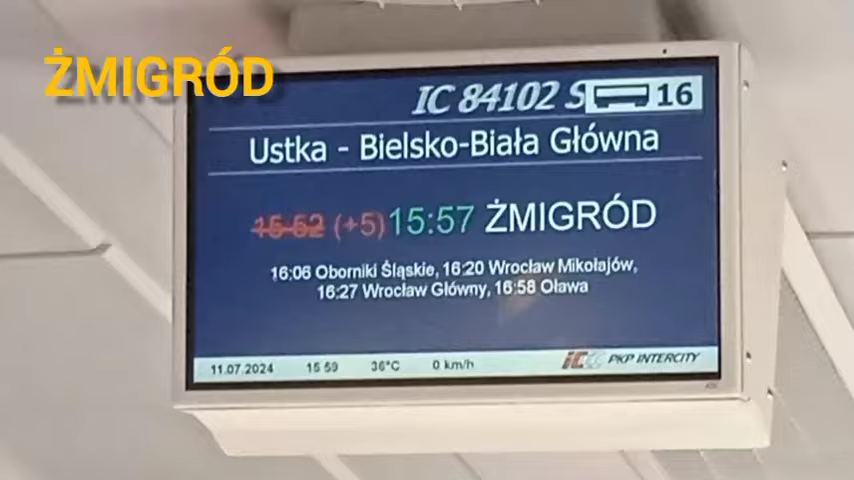 ŻMIGRÓD
IC 84102 S 16
Ustka - Bielsko-Biała Główna
15:52 (+5) 15:57 ŻMIGRÓD
16:06 Oborniki Śląskie, 16:20 Wrocław Mikołajów,
16:27 Wrocław Główny, 16:58 Oława
11.07.2024 15 59 36°C 0 km/h PKP INTERCITY